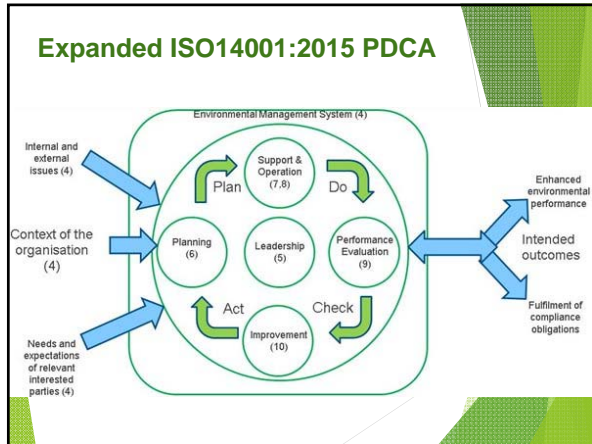 Expanded ISO14001:2015 PDCA
Environmental Management System (4)
Internal and
external
issues (4)
Context of the
organisation
(4)
Needs and
expectations
of relevant
interested
parties (4)
Plan
Support &
Operation
(7,8)
Do
Planning
(6)
Leadership
(5)
Performance
Evaluation
(9)
Act
Improvement
(10)
Check
Enhanced
environmental
performance
Intended
outcomes
Fulfilment of
compliance
obligations